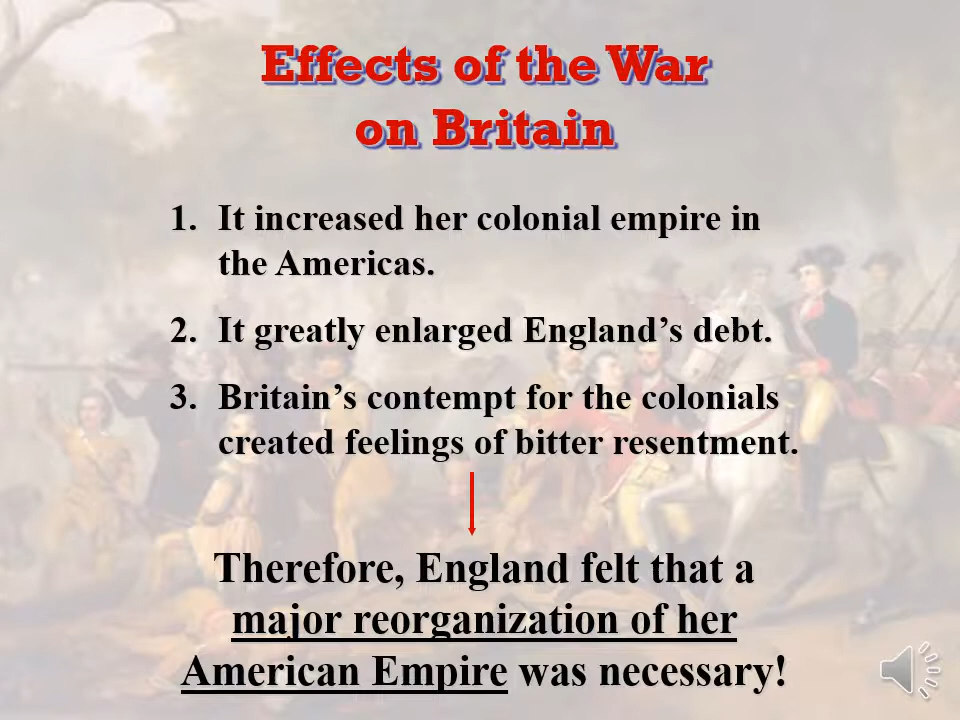 Effects of the War
on Britain
1. It increased her colonial empire in
the Americas.
2. It greatly enlarged England’s debt.
3. Britain’s contempt for the colonials
created feelings of bitter resentment.
Therefore, England felt that a
major reorganization of her
American Empire was necessary!